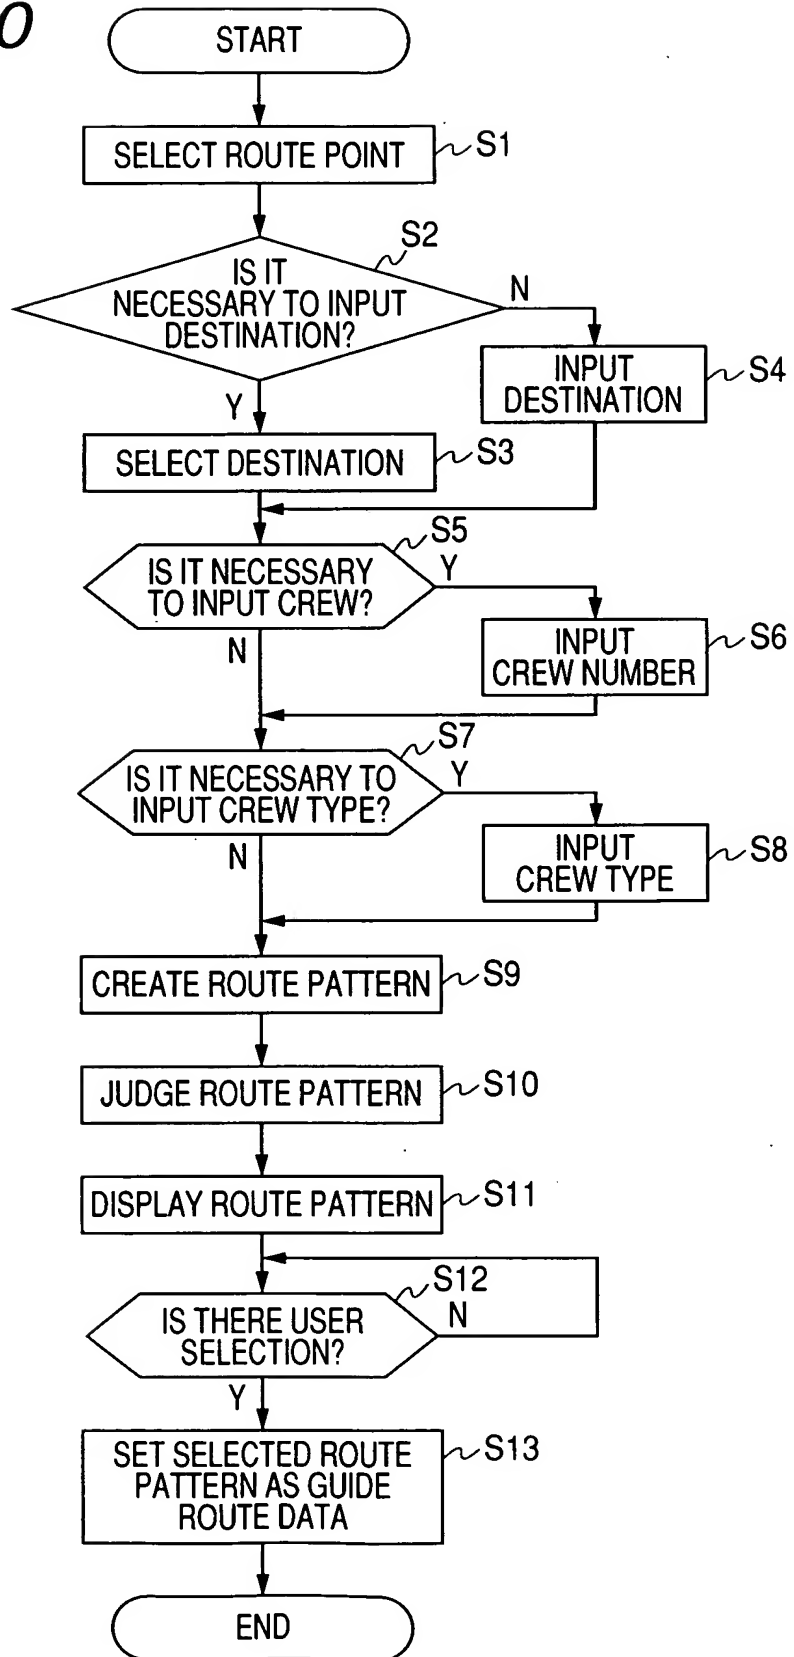 0
START
SELECT ROUTE POINT
S1
S2
IS IT
NECESSARY TO INPUT
DESTINATION?
N
INPUT
DESTINATION
S4
Y
SELECT DESTINATION
S3
S5
IS IT NECESSARY
TO INPUT CREW?
Y
INPUT
CREW NUMBER
S6
N
S7
IS IT NECESSARY TO
INPUT CREW TYPE?
Y
INPUT
CREW TYPE
S8
N
CREATE ROUTE PATTERN
S9
JUDGE ROUTE PATTERN
S10
DISPLAY ROUTE PATTERN
S11
S12
IS THERE USER
SELECTION?
N
Y
SET SELECTED ROUTE
PATTERN AS GUIDE
ROUTE DATA
S13
END